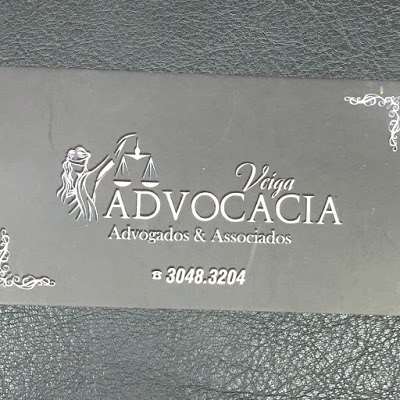 Veiga
ADVOCACIA
Advogados & Associados
☎ 3048.3204